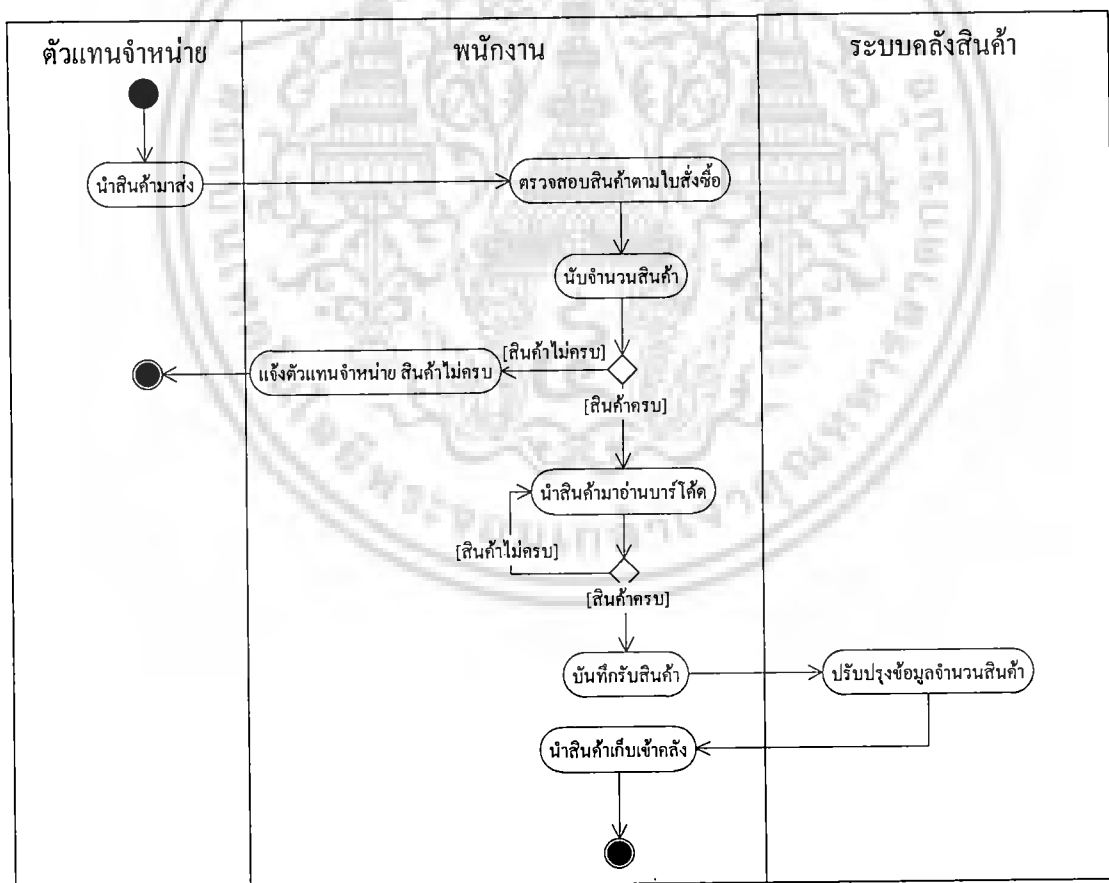 ตัวแทนจำหน่าย
พนักงาน
ระบบคลังสินค้า
นำสินค้ามาส่ง
ตรวจสอบสินค้าตามใบสั่งซื้อ
นับจำนวนสินค้า
[สินค้าไม่ครบ]
แจ้งตัวแทนจำหน่าย สินค้าไม่ครบ
[สินค้าครบ]
นำสินค้ามาอ่านบาร์โค้ด
[สินค้าไม่ครบ]
[สินค้าครบ]
บันทึกรับสินค้า
ปรับปรุงข้อมูลจำนวนสินค้า
นำสินค้าเก็บเข้าคลัง